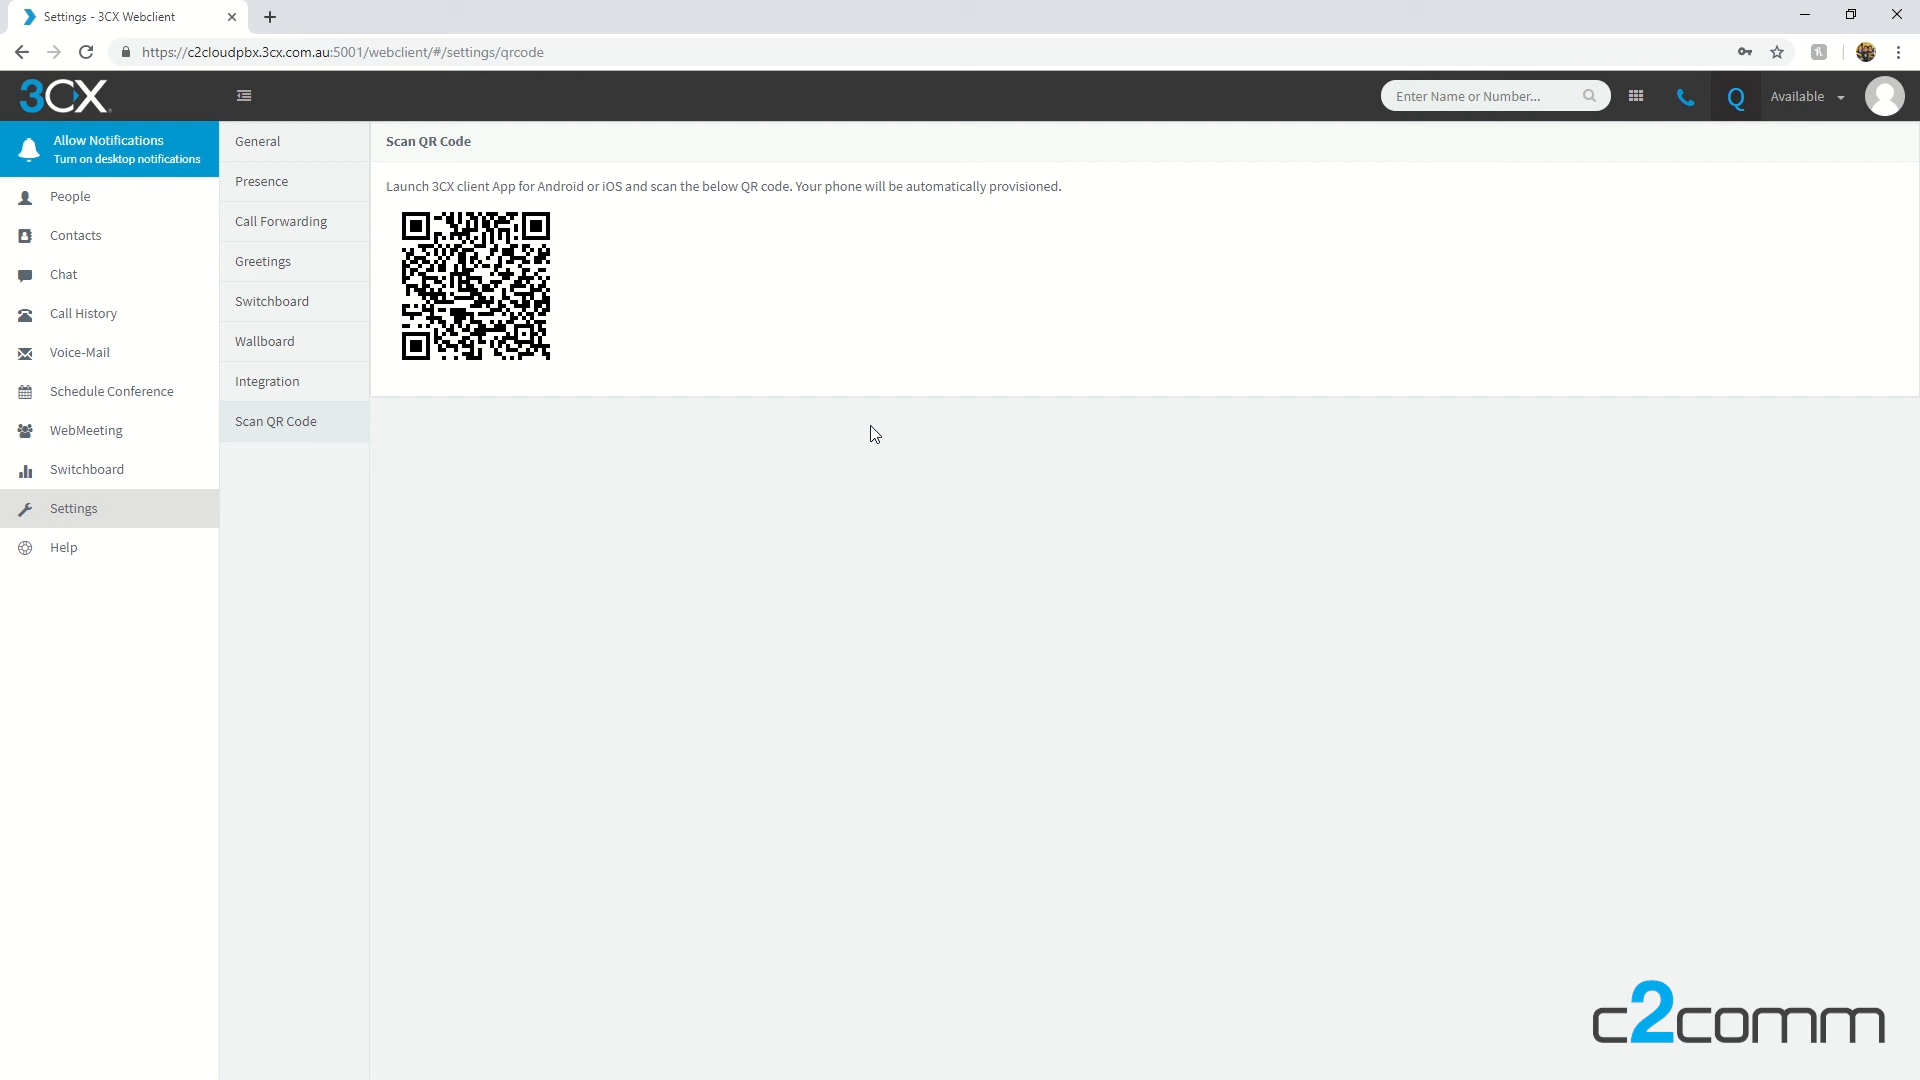 Settings - 3CX Webclient
https://c2cloudpbx.3cx.com.au:5001/webclient/#/settings/qrcode
3CX
Enter Name or Number...
Q
Available
Allow Notifications
Turn on desktop notifications
People
Contacts
Chat
Call History
Voice-Mail
Schedule Conference
WebMeeting
Switchboard
Settings
Help
General
Presence
Call Forwarding
Greetings
Switchboard
Wallboard
Integration
Scan QR Code
Scan QR Code
Launch 3CX client App for Android or iOS and scan the below QR code. Your phone will be automatically provisioned.
c2comm